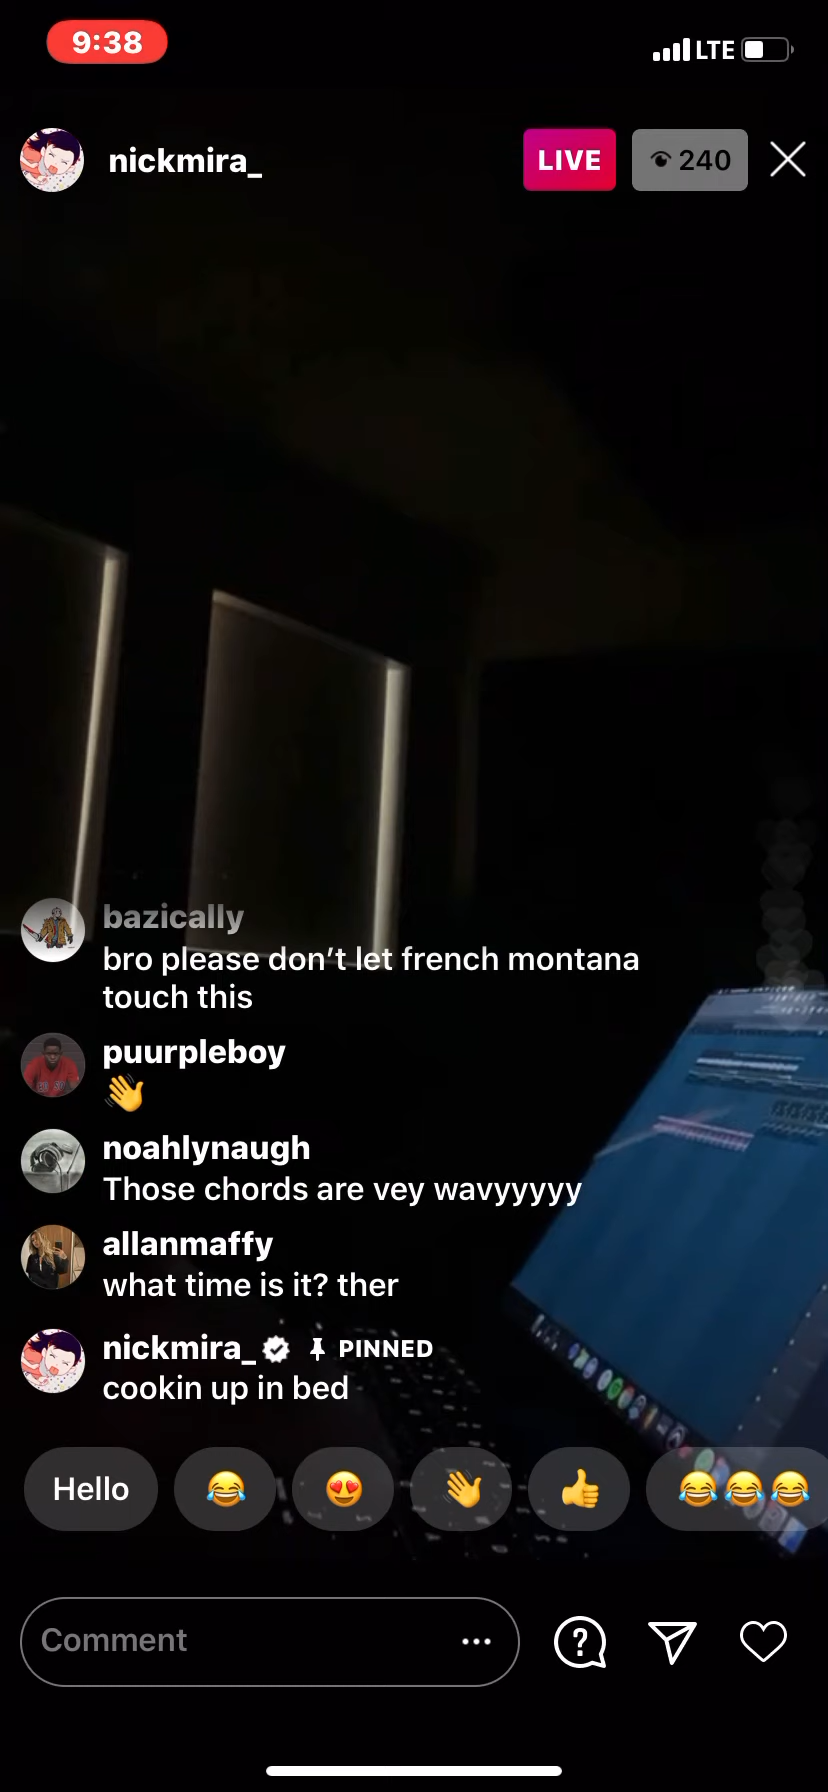 9:38
LTE
nickmira_
LIVE
240
bazically
bro please don't let french montana
touch this
puurpleboy
👋
noahlynaugh
Those chords are vey wavyyyyy
allanmaffy
what time is it? ther
nickmira_ PINNED
cookin up in bed
Hello 😂 😍 👋 👍 😂😂😂
Comment